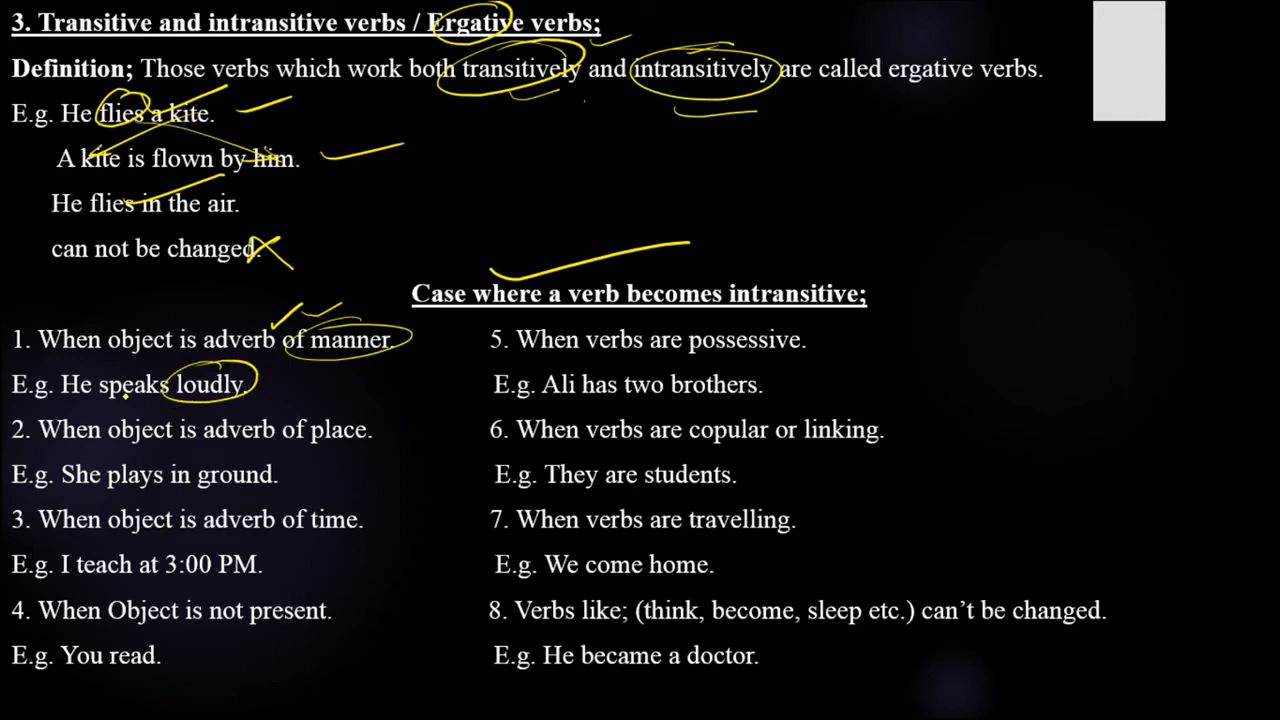 3. Transitive and intransitive verbs / Ergative verbs;
Definition; Those verbs which work both transitively and intransitively are called ergative verbs.
E.g. He flies a kite.
A kite is flown by him.
He flies in the air.
can not be changed.
Case where a verb becomes intransitive;
1. When object is adverb of manner.
E.g. He speaks loudly.
2. When object is adverb of place.
E.g. She plays in ground.
3. When object is adverb of time.
E.g. I teach at 3:00 PM.
4. When Object is not present.
E.g. You read.
5. When verbs are possessive.
E.g. Ali has two brothers.
6. When verbs are copular or linking.
E.g. They are students.
7. When verbs are travelling.
E.g. We come home.
8. Verbs like; (think, become, sleep etc.) can’t be changed.
E.g. He became a doctor.